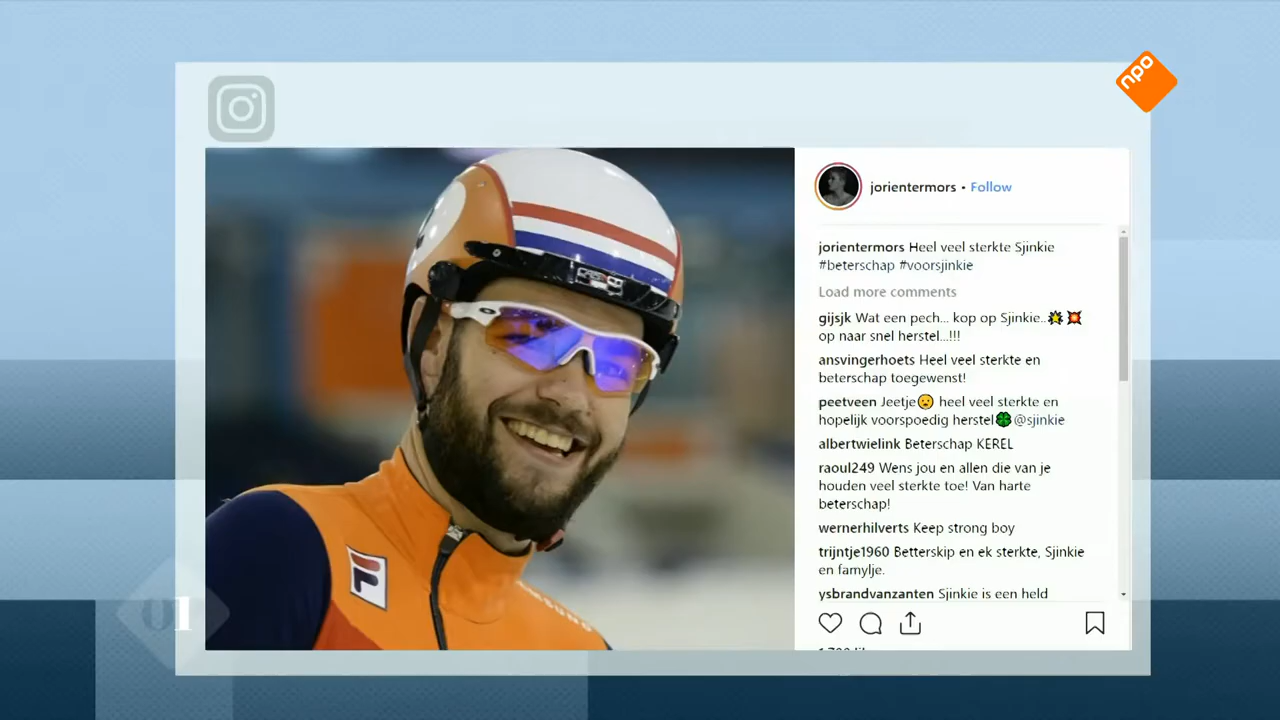 npo
jorientermors • Follow
jorientermors Heel veel sterkte Sjinkie
#beterschap #voorsjinkie
Load more comments
gijsjk Wat een pech... kop op Sjinkie..💥💥
op naar snel herstel...!!!
ansvingerhoets Heel veel sterkte en
beterschap toegewenst!
peetveen Jeetje😧 heel veel sterkte en
hopelijk voorspoedig herstel🍀@sjinkie
albertwielink Beterschap KEREL
raoul249 Wens jou en allen die van je
houden veel sterkte toe! Van harte
beterschap!
wernerhilverts Keep strong boy
trijntje1960 Betterskip en ek sterkte, Sjinkie
en famylje.
ysbrandvanzanten Sjinkie is een held
FILA